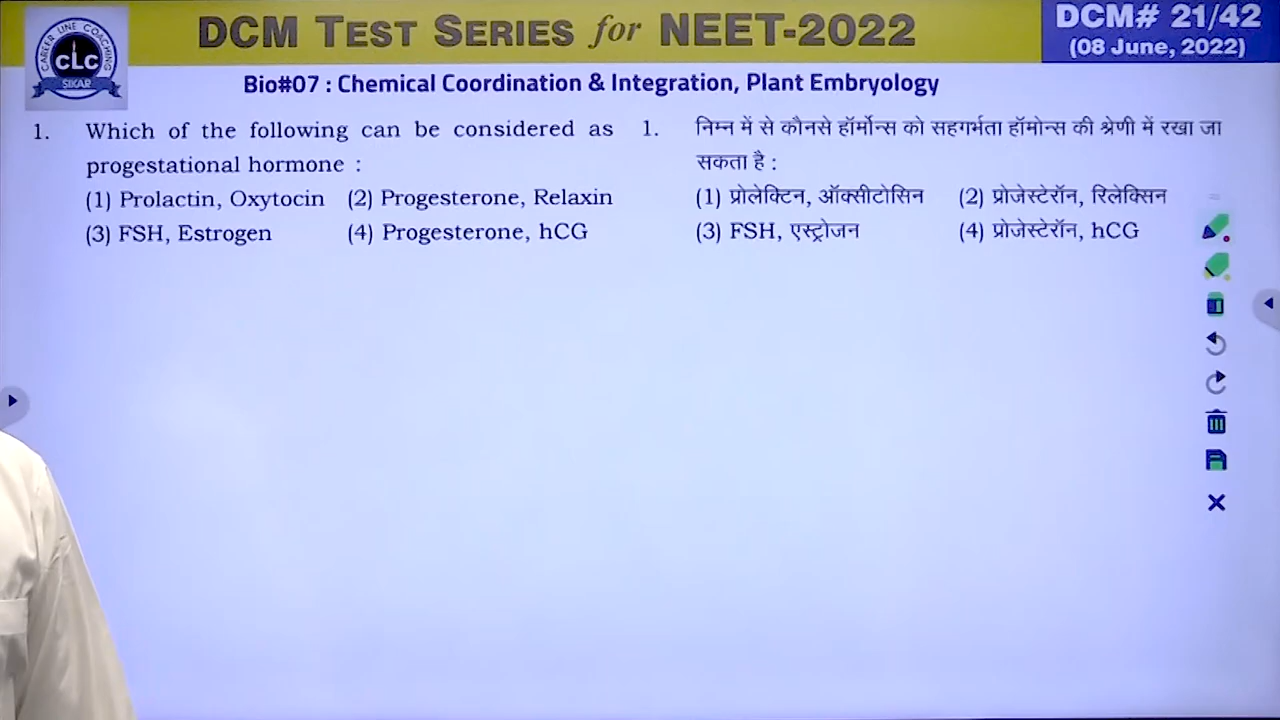 DCM TEST SERIES for NEET-2022
DCM# 21/42
(08 June, 2022)
CAREER LINE COACHING
CLC
SIKAR
Bio#07 : Chemical Coordination & Integration, Plant Embryology
1. Which of the following can be considered as
progestational hormone :
(1) Prolactin, Oxytocin (2) Progesterone, Relaxin
(3) FSH, Estrogen (4) Progesterone, hCG
1. निम्न में से कौनसे हॉर्मोन्स को सहगर्भता हॉमोन्स की श्रेणी में रखा जा
सकता है :
(1) प्रोलेक्टिन, ऑक्सीटोसिन (2) प्रोजेस्टेरॉन, रिलेक्सिन
(3) FSH, एस्ट्रोजन (4) प्रोजेस्टेरॉन, hCG